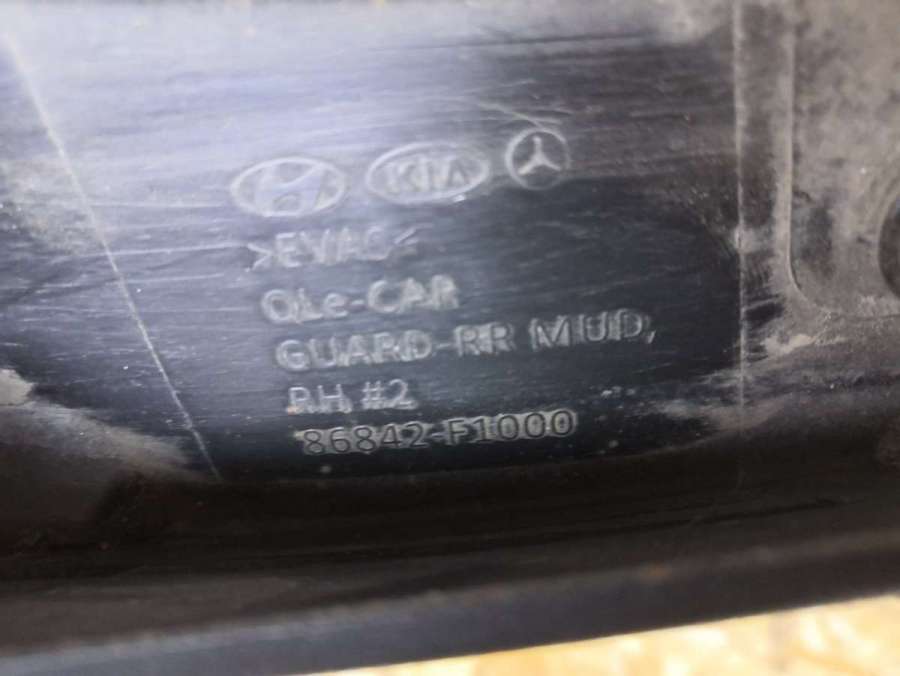 KIA
>EVAC<
QLe-CAR
GUARD-RR MUD,
RH #2
86842-F1000